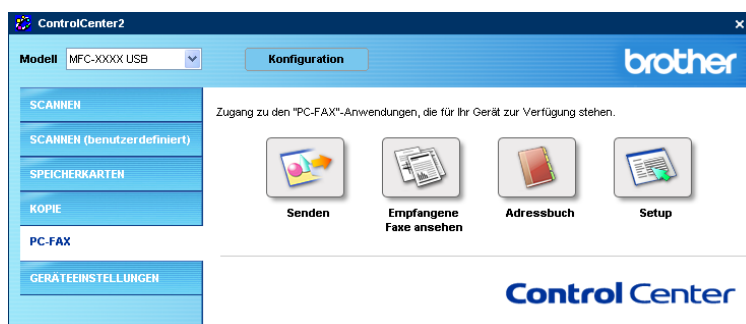 ControlCenter2
Modell MFC-XXXX USB Konfiguration brother
SCANNEN
SCANNEN (benutzerdefiniert)
SPEICHERKARTEN
KOPIE
PC-FAX
GERÄTEEINSTELLUNGEN
Zugang zu den "PC-FAX"-Anwendungen, die für Ihr Gerät zur Verfügung stehen.
Senden
Empfangene
Faxe ansehen
Adressbuch
Setup
Control Center